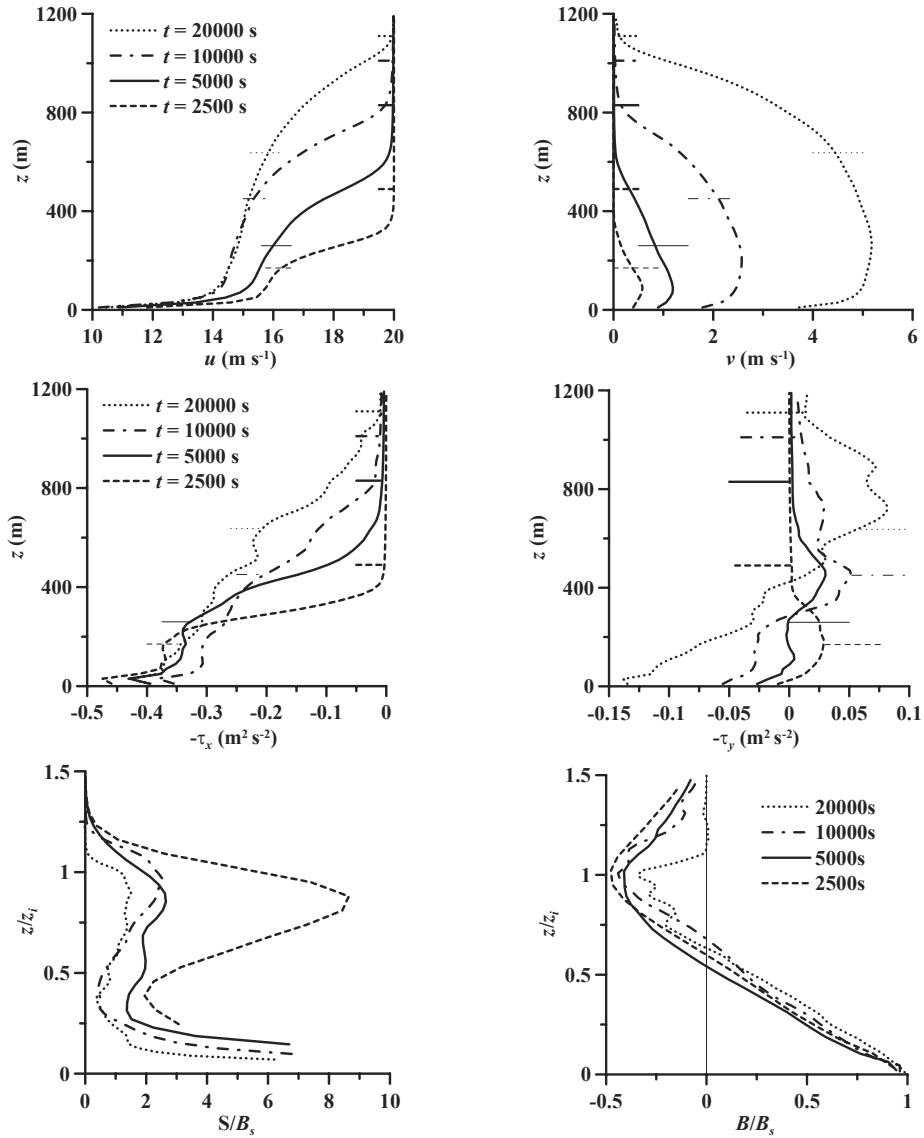 1200
800
400
0
z (m)
t = 20000 s
t = 10000 s
t = 5000 s
t = 2500 s
10 12 14 16 18 20
u (m s⁻¹)
1200
800
400
0
z (m)
0 2 4 6
v (m s⁻¹)
1200
800
400
0
z (m)
t = 20000 s
t = 10000 s
t = 5000 s
t = 2500 s
-0.5 -0.4 -0.3 -0.2 -0.1 0
-τx (m² s⁻²)
1200
800
400
0
z (m)
-0.15 -0.1 -0.05 0 0.05 0.1
-τy (m² s⁻²)
1.5
1
0.5
0
z/zi
0 2 4 6 8 10
S/Bs
1.5
1
0.5
0
z/zi
20000s
10000s
5000s
2500s
-0.5 0 0.5 1
B/Bs